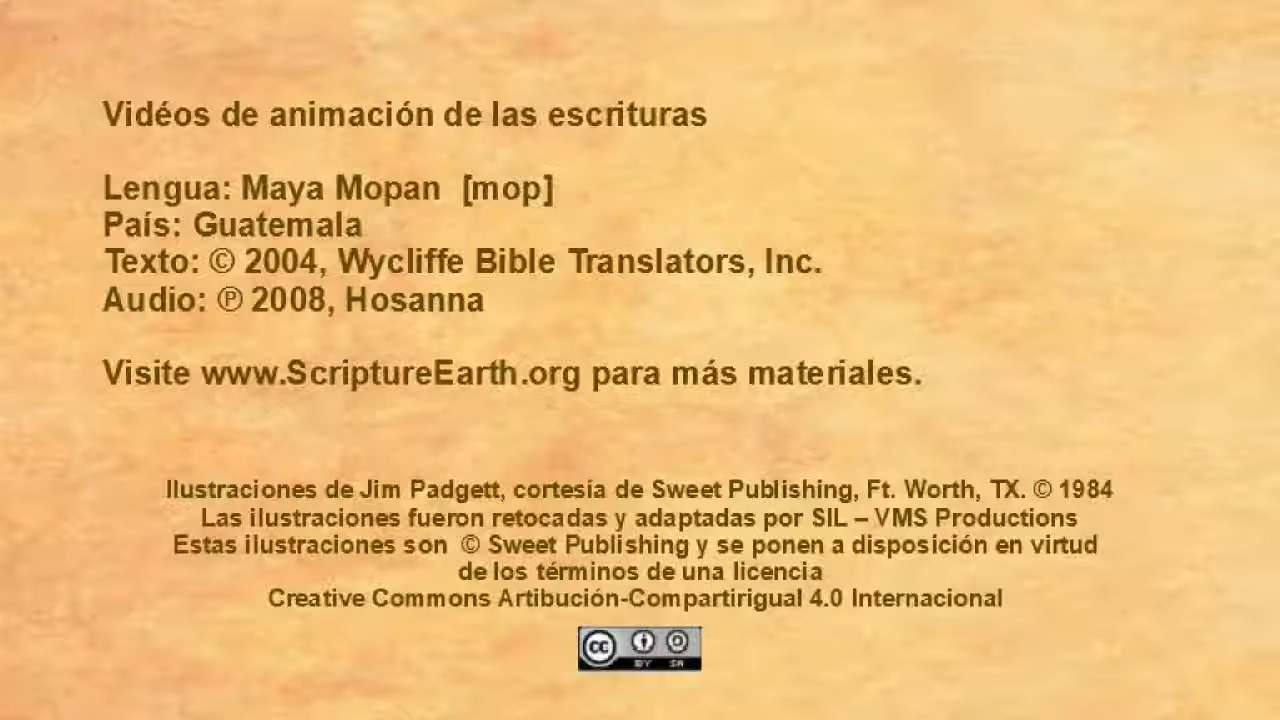 Vidéos de animación de las escrituras
Lengua: Maya Mopan [mop]
País: Guatemala
Texto: © 2004, Wycliffe Bible Translators, Inc.
Audio: ℗ 2008, Hosanna
Visite www.ScriptureEarth.org para más materiales.
Ilustraciones de Jim Padgett, cortesía de Sweet Publishing, Ft. Worth, TX. © 1984
Las ilustraciones fueron retocadas y adaptadas por SIL – VMS Productions
Estas ilustraciones son © Sweet Publishing y se ponen a disposición en virtud
de los términos de una licencia
Creative Commons Artibución-Compartirigual 4.0 Internacional
cc BY SA